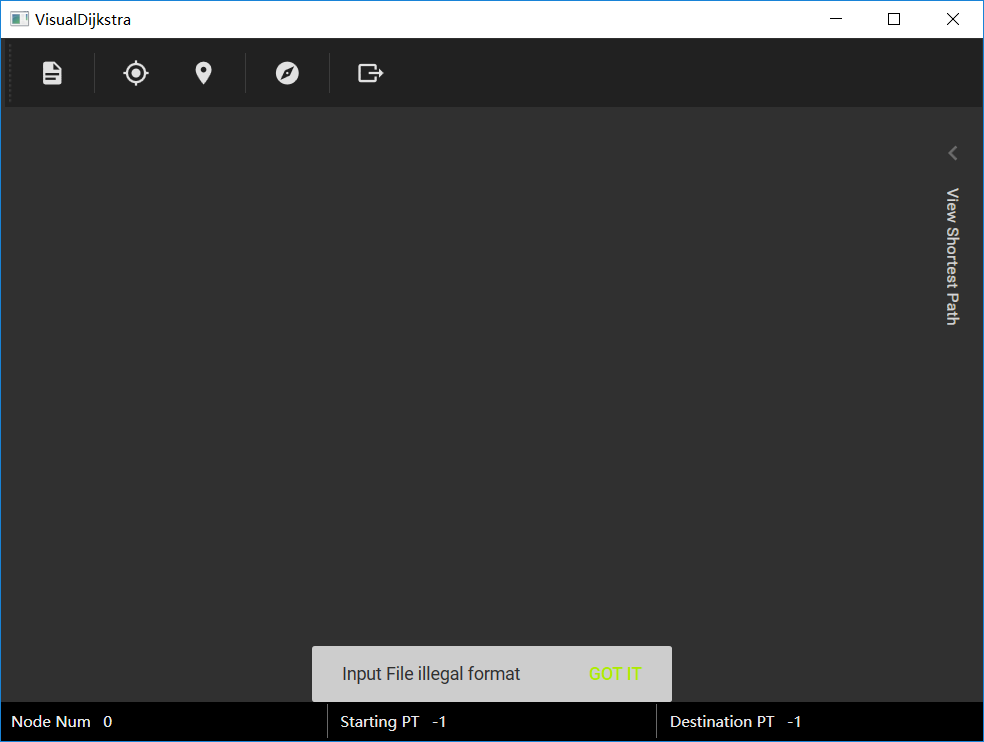 VisualDijkstra
View Shortest Path
Input File illegal format GOT IT
Node Num 0 Starting PT -1 Destination PT -1